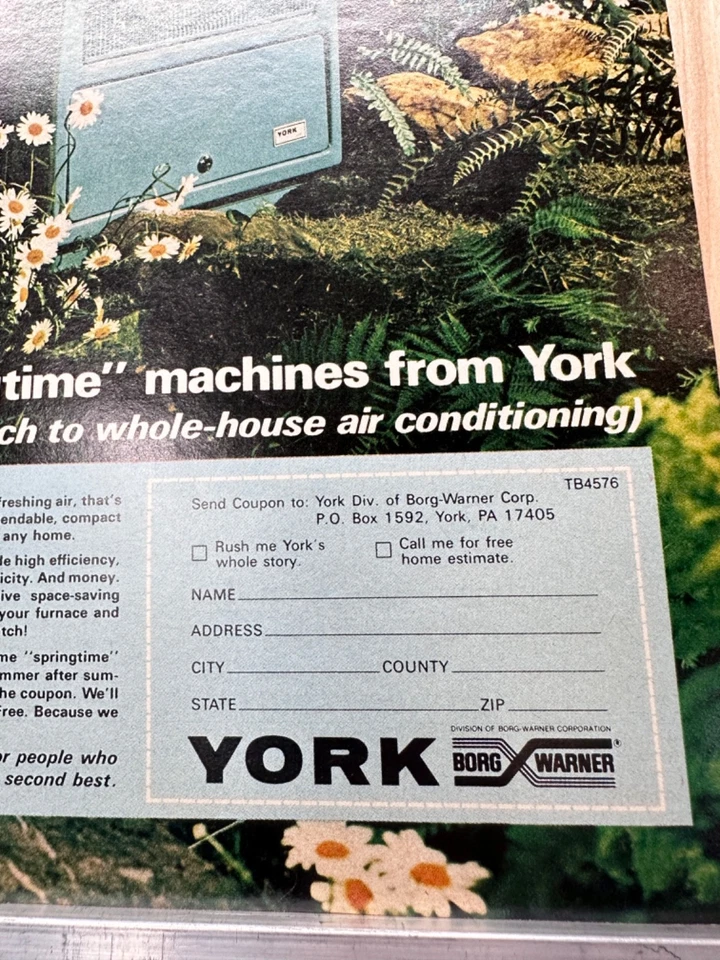 YORK
time" machines from York
ch to whole-house air conditioning)
freshing air, that's
endable, compact
any home.
de high efficiency,
icity. And money.
ive space-saving
your furnace and
tch!
me "springtime"
mmer after sum-
he coupon. We'll
Free. Because we
or people who
second best.
TB4576
Send Coupon to: York Div. of Borg-Warner Corp.
P.O. Box 1592, York, PA 17405
Rush me York's
whole story.
Call me for free
home estimate.
NAME
ADDRESS
CITY COUNTY
STATE ZIP
DIVISION OF BORG-WARNER CORPORATION
YORK BORG WARNER®